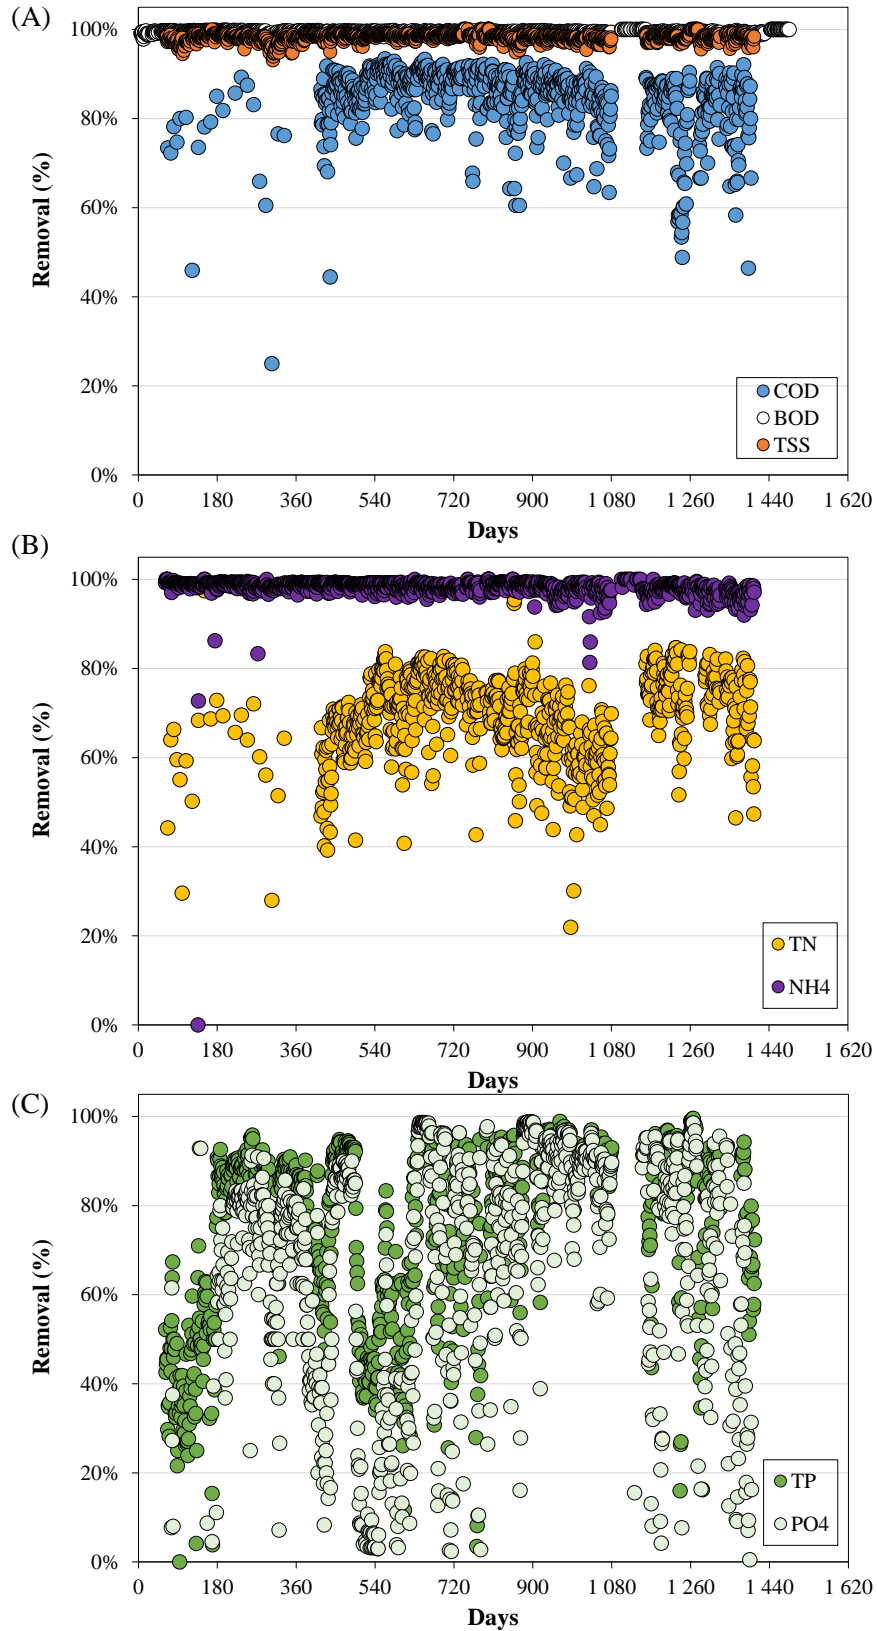 (A)
100%
80%
60%
40%
20%
0%
Removal (%)
COD
BOD
TSS
0 180 360 540 720 900 1 080 1 260 1 440 1 620
Days
(B)
100%
80%
60%
40%
20%
0%
Removal (%)
TN
NH4
0 180 360 540 720 900 1 080 1 260 1 440 1 620
Days
(C)
100%
80%
60%
40%
20%
0%
Removal (%)
TP
PO4
0 180 360 540 720 900 1 080 1 260 1 440 1 620
Days